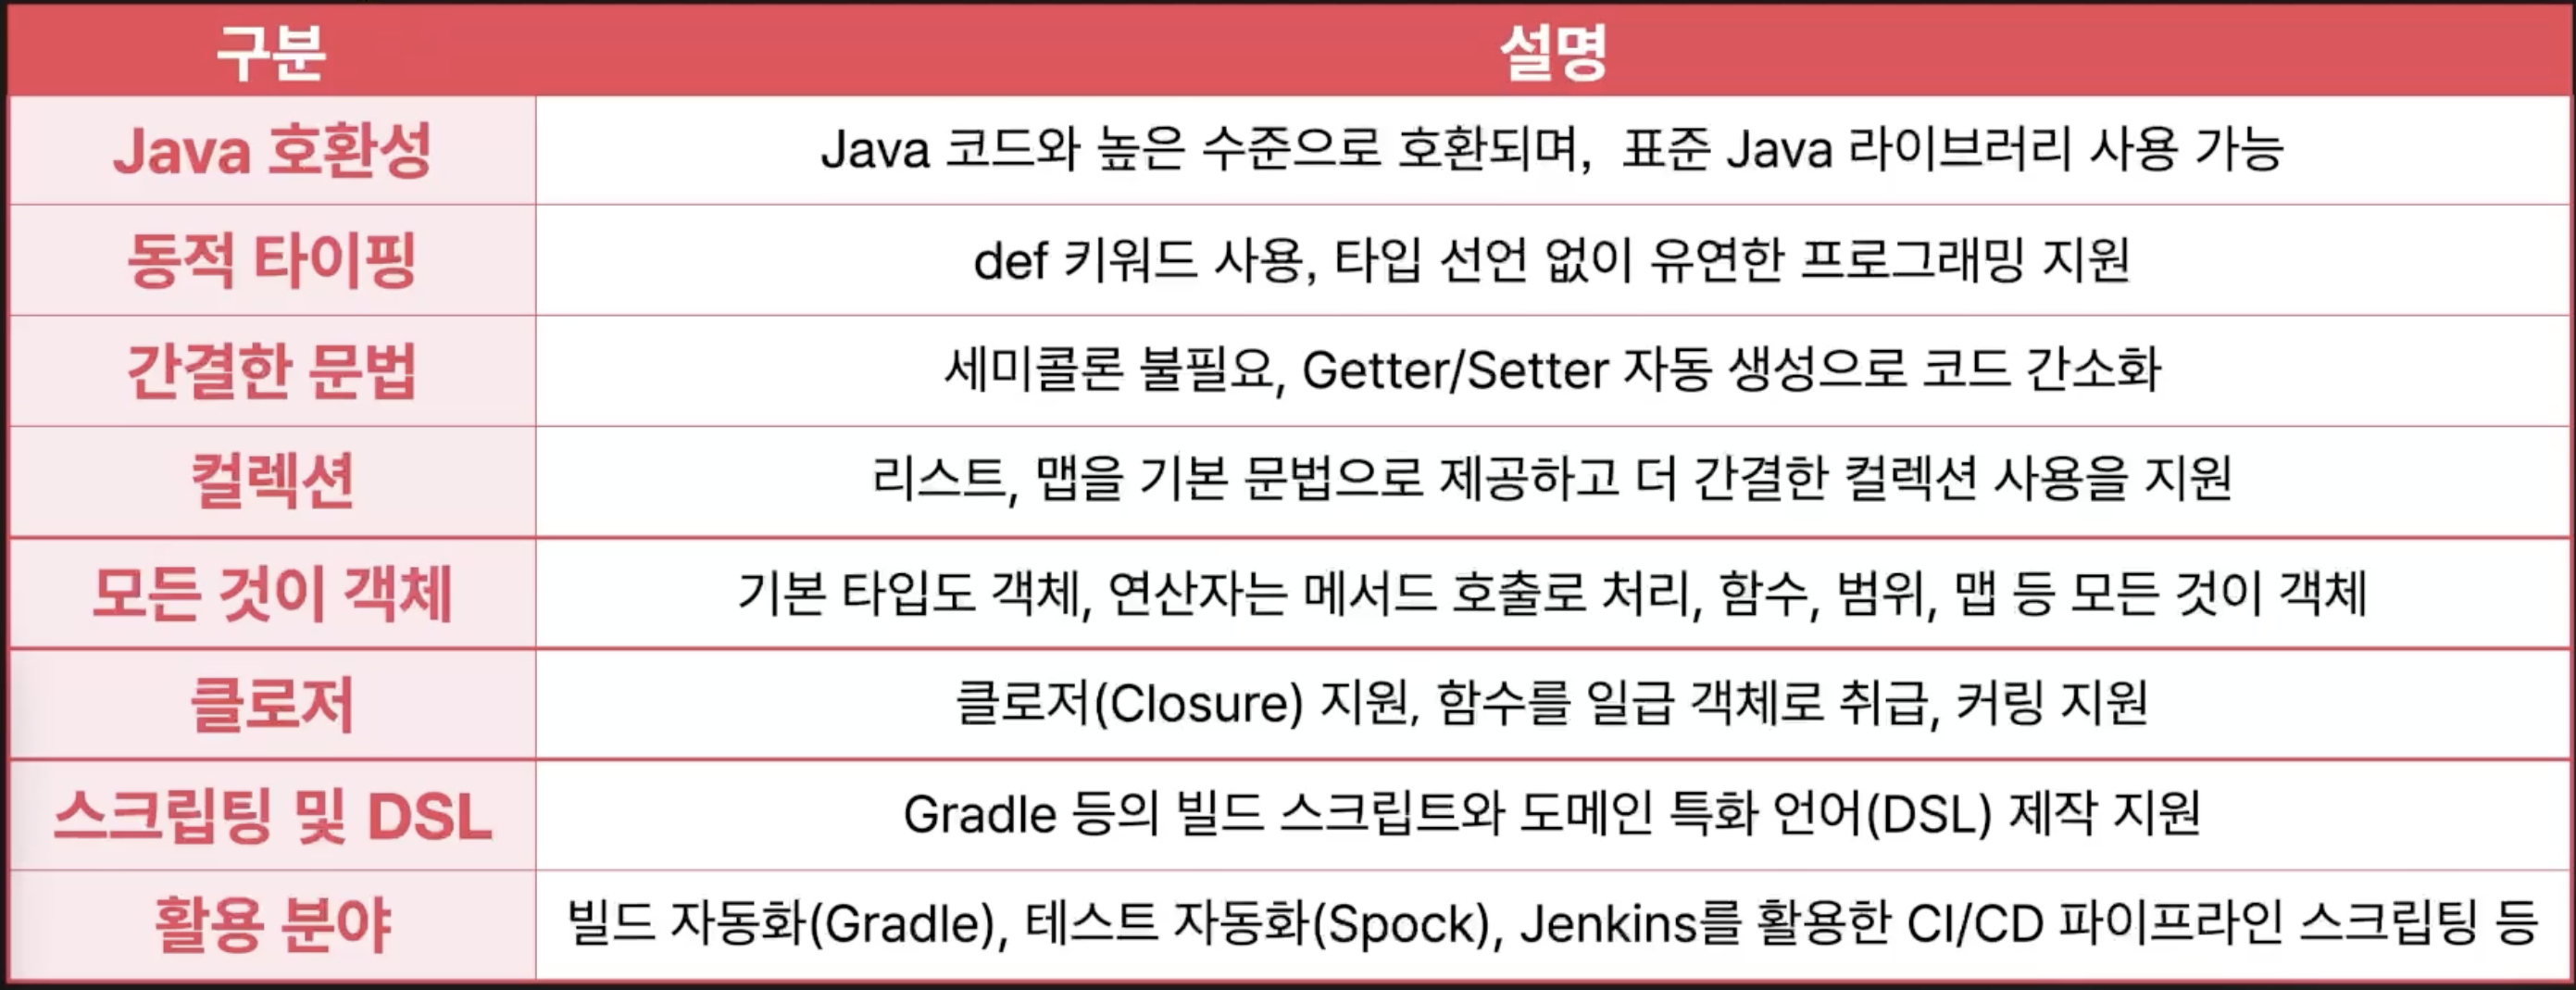 구분
설명
Java 호환성
Java 코드와 높은 수준으로 호환되며, 표준 Java 라이브러리 사용 가능
동적 타이핑
def 키워드 사용, 타입 선언 없이 유연한 프로그래밍 지원
간결한 문법
세미콜론 불필요, Getter/Setter 자동 생성으로 코드 간소화
컬렉션
리스트, 맵을 기본 문법으로 제공하고 더 간결한 컬렉션 사용을 지원
모든 것이 객체
기본 타입도 객체, 연산자는 메서드 호출로 처리, 함수, 범위, 맵 등 모든 것이 객체
클로저
클로저(Closure) 지원, 함수를 일급 객체로 취급, 커링 지원
스크립팅 및 DSL
Gradle 등의 빌드 스크립트와 도메인 특화 언어(DSL) 제작 지원
활용 분야
빌드 자동화(Gradle), 테스트 자동화(Spock), Jenkins를 활용한 CI/CD 파이프라인 스크립팅 등